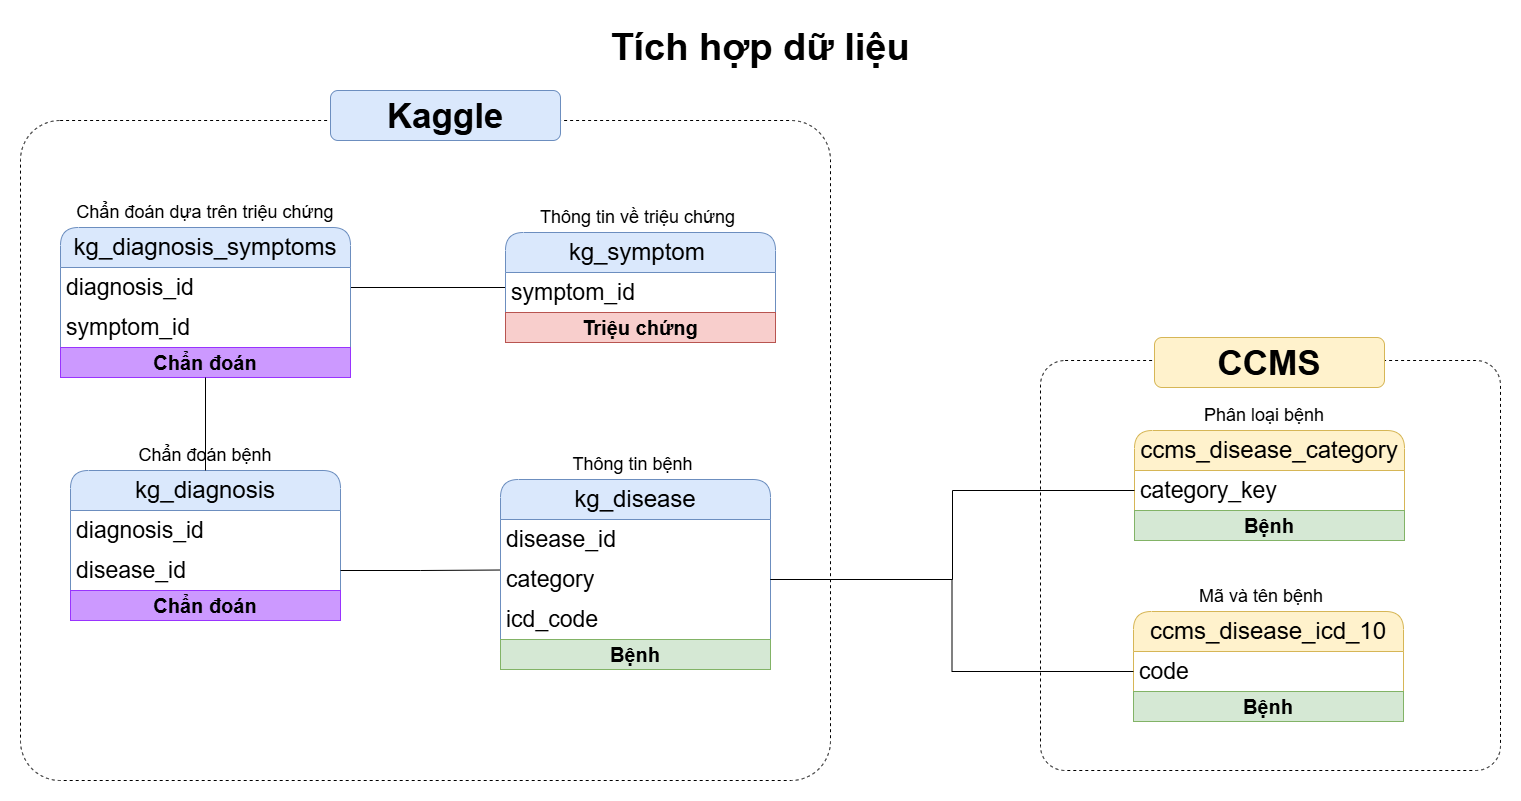 Tích hợp dữ liệu
Kaggle
Chẩn đoán dựa trên triệu chứng
kg_diagnosis_symptoms
diagnosis_id
symptom_id
Chẩn đoán
Thông tin về triệu chứng
kg_symptom
symptom_id
Triệu chứng
Chẩn đoán bệnh
kg_diagnosis
diagnosis_id
disease_id
Chẩn đoán
Thông tin bệnh
kg_disease
disease_id
category
icd_code
Bệnh
CCMS
Phân loại bệnh
ccms_disease_category
category_key
Bệnh
Mã và tên bệnh
ccms_disease_icd_10
code
Bệnh